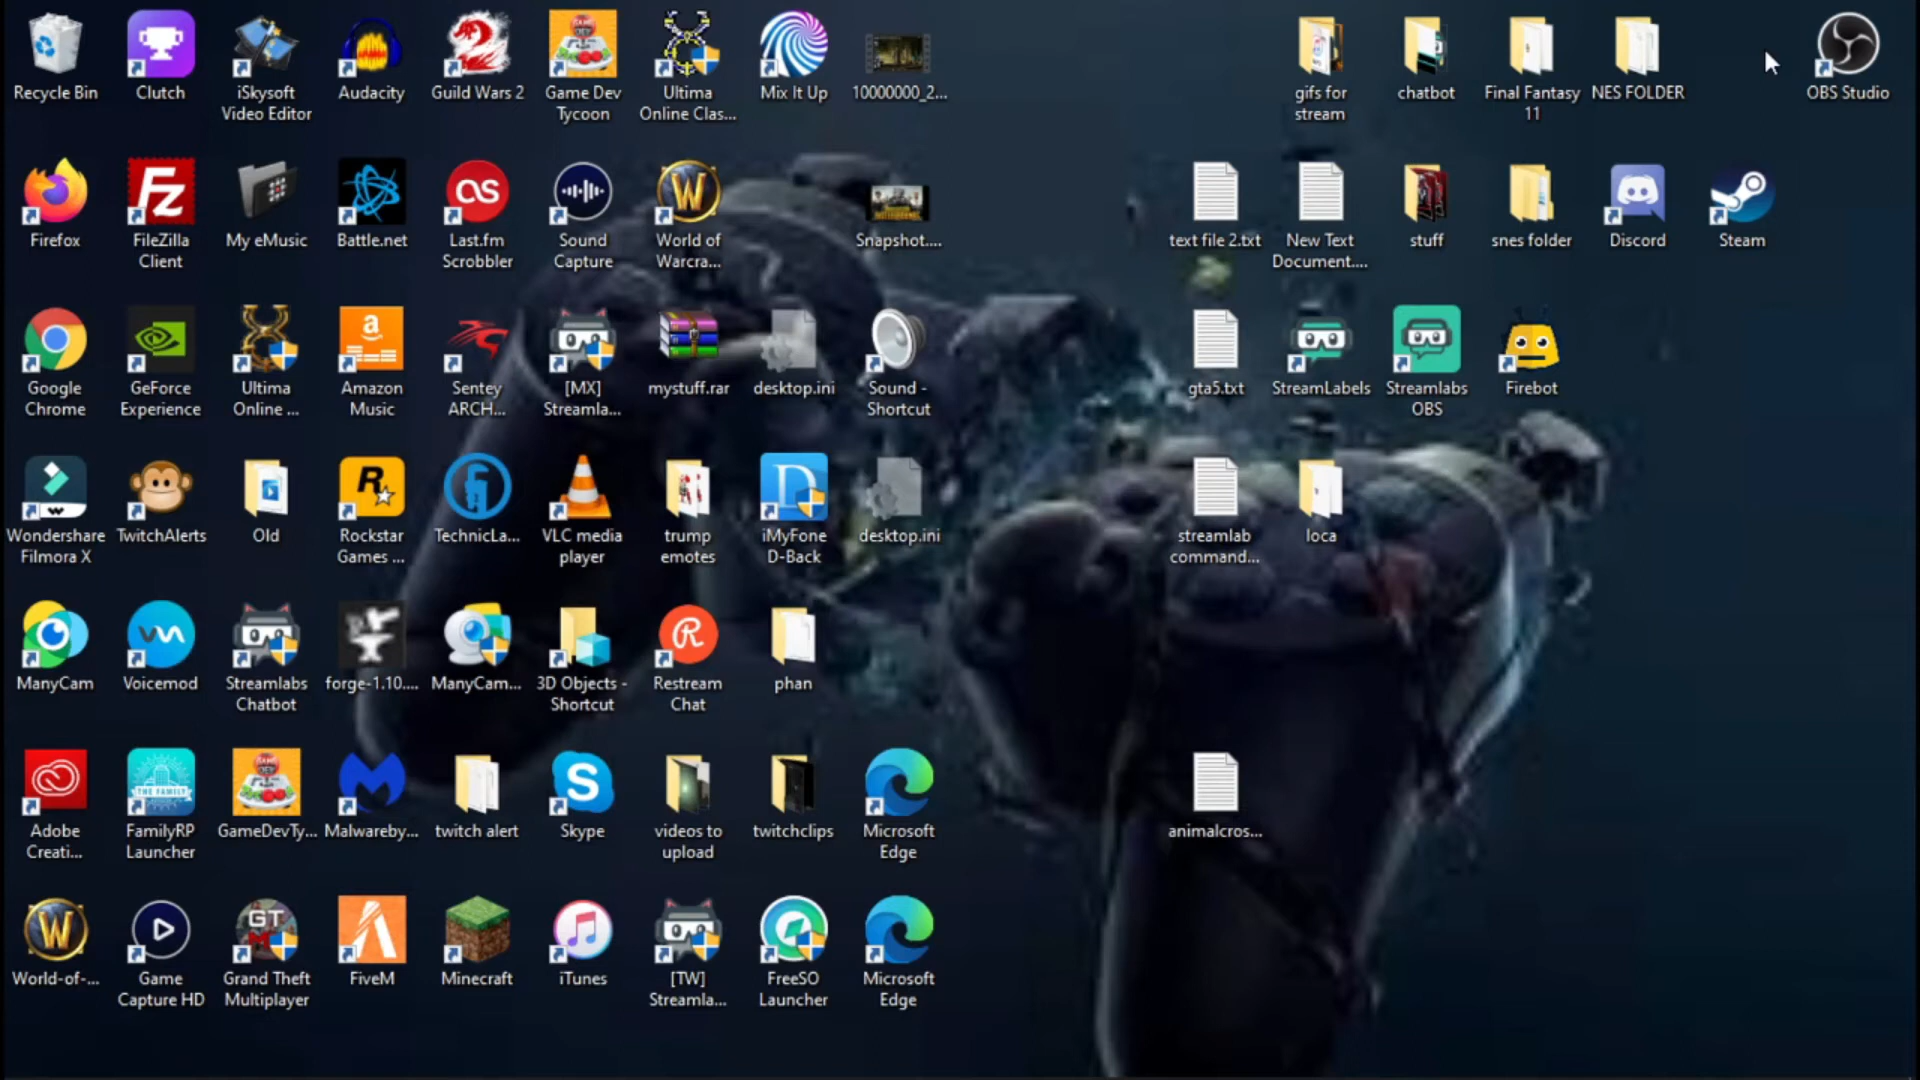 Recycle Bin
Clutch
iSkysoft
Video Editor
Audacity
Guild Wars 2
Game Dev
Tycoon
Ultima
Online Clas...
Mix It Up
10000000_2...
gifs for
stream
chatbot
Final Fantasy
11
NES FOLDER
OBS Studio
Firefox
FileZilla
Client
My eMusic
Battle.net
Last.fm
Scrobbler
Sound
Capture
World of
Warcra...
Snapshot....
text file 2.txt
New Text
Document....
stuff
snes folder
Discord
Steam
Google
Chrome
GeForce
Experience
Ultima
Online ...
Amazon
Music
Sentey
ARCH...
[MX]
Streamla...
mystuff.rar
desktop.ini
Sound -
Shortcut
gta5.txt
StreamLabels
Streamlabs
OBS
Firebot
Wondershare
Filmora X
TwitchAlerts
Old
Rockstar
Games ...
TechnicLa...
VLC media
player
trump
emotes
iMyFone
D-Back
desktop.ini
streamlab
command...
loca
ManyCam
Voicemod
Streamlabs
Chatbot
forge-1.10....
ManyCam...
3D Objects -
Shortcut
Restream
Chat
phan
Adobe
Creati...
THE FAMILY
FamilyRP
Launcher
GameDevTy...
Malwareby...
twitch alert
Skype
videos to
upload
twitchclips
Microsoft
Edge
animalcros...
World-of-...
Game
Capture HD
Grand Theft
Multiplayer
FiveM
Minecraft
iTunes
[TW]
Streamla...
FreeSO
Launcher
Microsoft
Edge